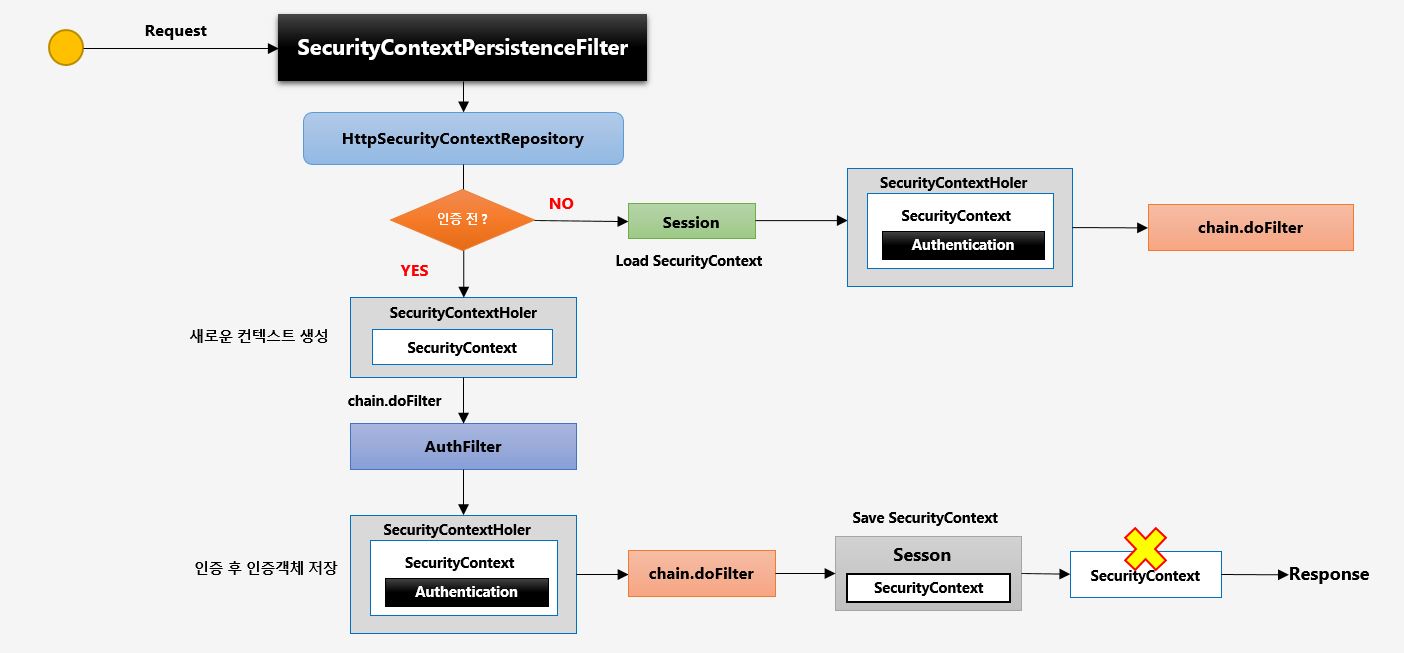 Request
SecurityContextPersistenceFilter
HttpSecurityContextRepository
인증 전 ?
NO
Session
Load SecurityContext
SecurityContextHoler
SecurityContext
Authentication
chain.doFilter
YES
새로운 컨텍스트 생성
SecurityContextHoler
SecurityContext
chain.doFilter
AuthFilter
인증 후 인증객체 저장
SecurityContextHoler
SecurityContext
Authentication
chain.doFilter
Save SecurityContext
Sesson
SecurityContext
SecurityContext
Response